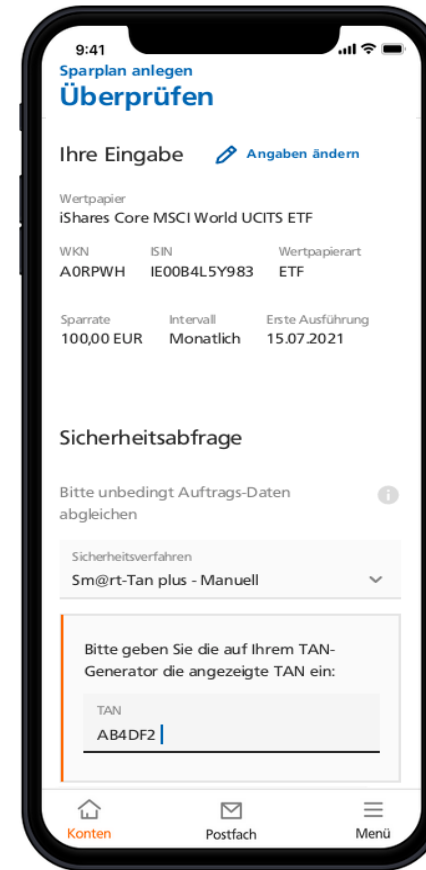 9:41
Sparplan anlegen
Überprüfen
Ihre Eingabe Angaben ändern
Wertpapier
iShares Core MSCI World UCITS ETF
WKN ISIN Wertpapierart
A0RPWH IE00B4L5Y983 ETF
Sparrate Intervall Erste Ausführung
100,00 EUR Monatlich 15.07.2021
Sicherheitsabfrage
Bitte unbedingt Auftrags-Daten
abgleichen
Sicherheitsverfahren
Sm@rt-Tan plus - Manuell
Bitte geben Sie die auf Ihrem TAN-
Generator die angezeigte TAN ein:
TAN
AB4DF2
Konten Postfach Menü